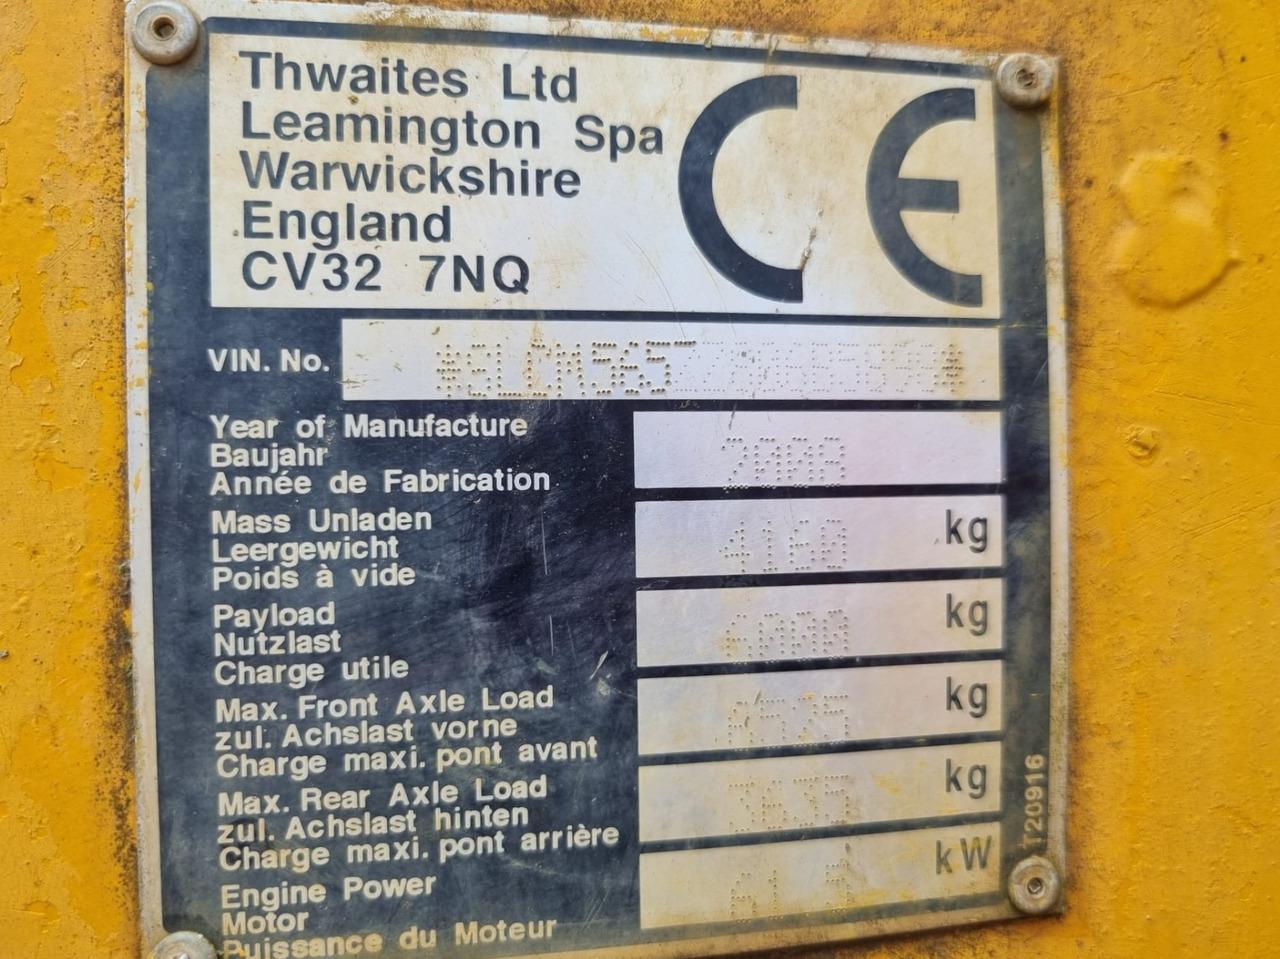 Thwaites Ltd
Leamington Spa
Warwickshire
England
CV32 7NQ
CE
VIN. No.
Year of Manufacture
Baujahr
Année de Fabrication
2008
Mass Unladen
Leergewicht
Poids à vide
4160 kg
Payload
Nutzlast
Charge utile
6000 kg
Max. Front Axle Load
zul. Achslast vorne
Charge maxi. pont avant
kg
Max. Rear Axle Load
zul. Achslast hinten
Charge maxi. pont arrière
kg
Engine Power
Motor
Puissance du Moteur
kW
T20916